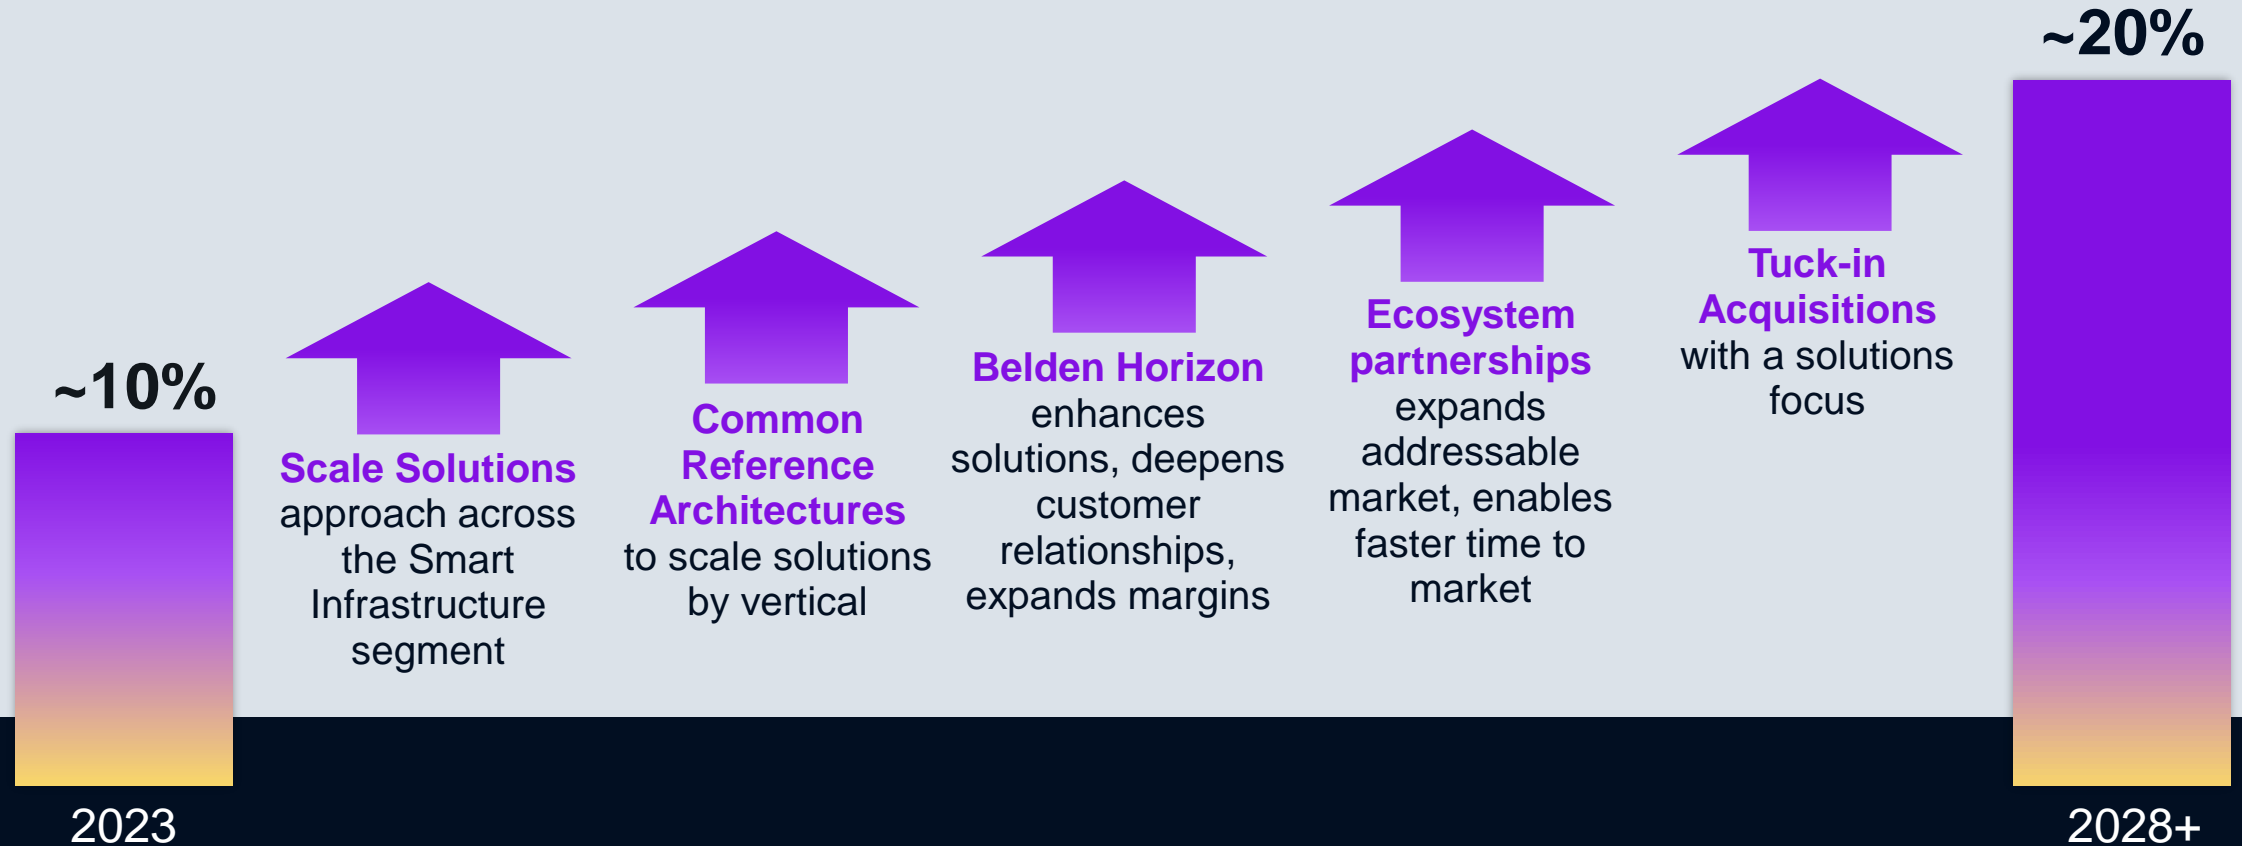 ~10%
2023
Scale Solutions
approach across
the Smart
Infrastructure
segment
Common
Reference
Architectures
to scale solutions
by vertical
Belden Horizon
enhances
solutions, deepens
customer
relationships,
expands margins
Ecosystem
partnerships
expands
addressable
market, enables
faster time to
market
Tuck-in
Acquisitions
with a solutions
focus
~20%
2028+